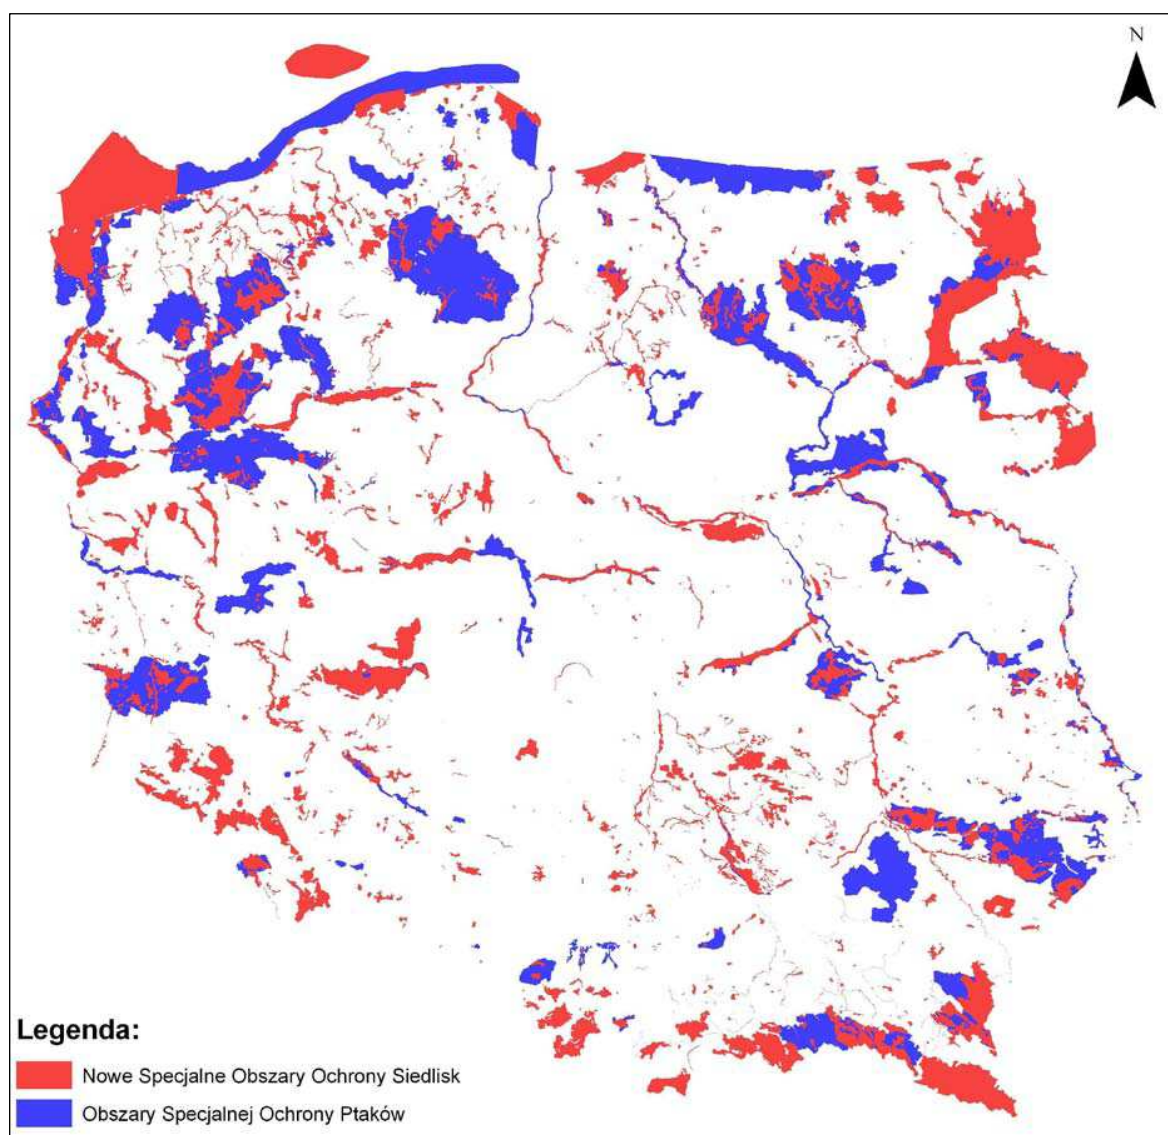 N
Legenda:
Nowe Specjalne Obszary Ochrony Siedlisk
Obszary Specjalnej Ochrony Ptaków